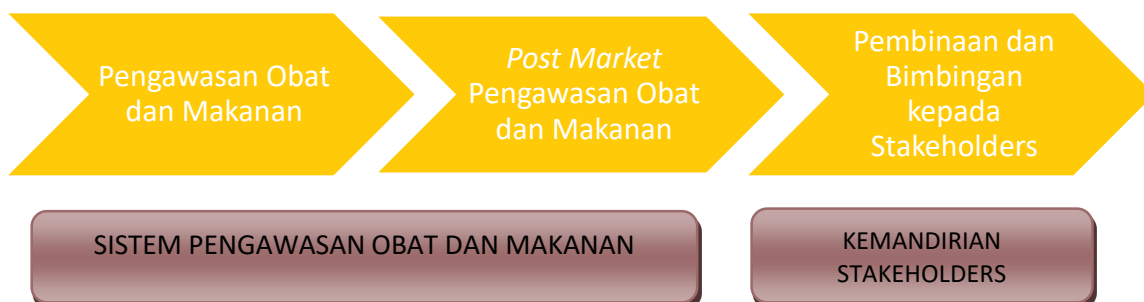 Pengawasan Obat
dan Makanan
Post Market
Pengawasan Obat
dan Makanan
Pembinaan dan
Bimbingan
kepada
Stakeholders
SISTEM PENGAWASAN OBAT DAN MAKANAN
KEMANDIRIAN
STAKEHOLDERS